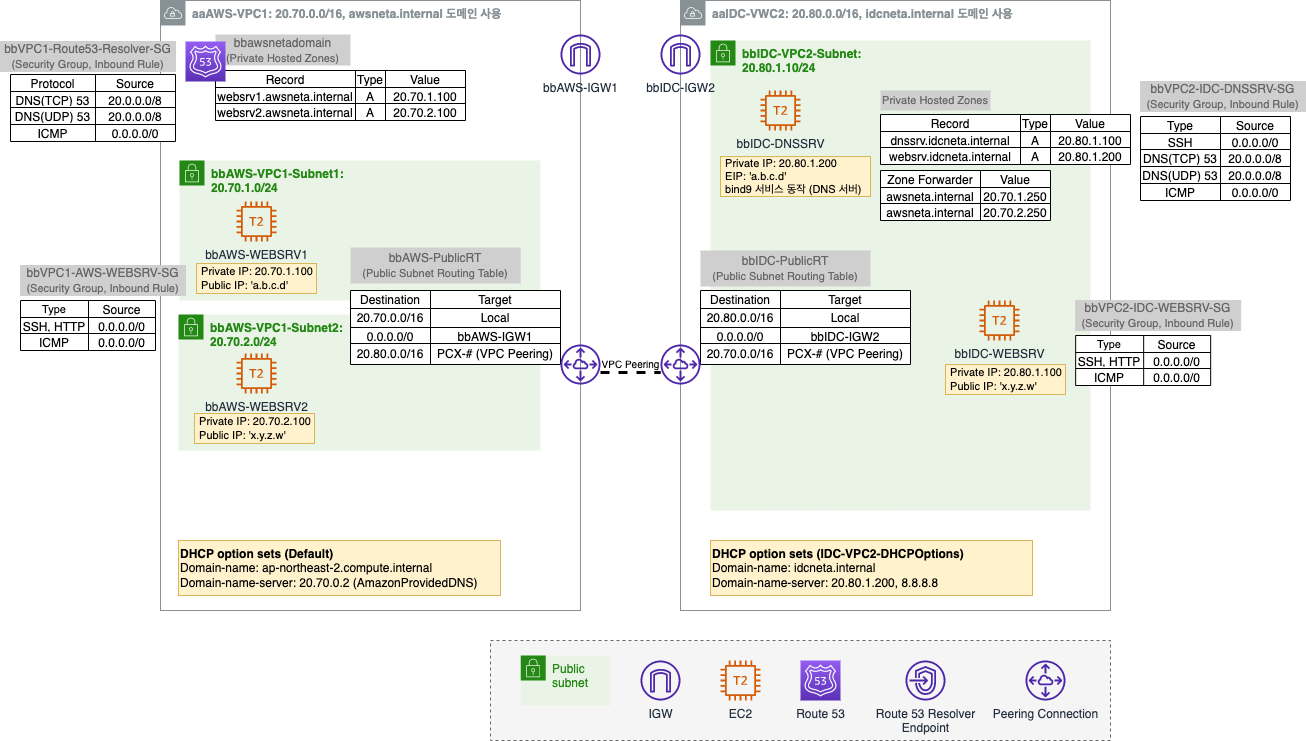 aaAWS-VPC1: 20.70.0.0/16, awsneta.internal 도메인 사용
bbVPC1-Route53-Resolver-SG
(Security Group, Inbound Rule)
Protocol Source
DNS(TCP) 53 20.0.0.0/8
DNS(UDP) 53 20.0.0.0/8
ICMP 0.0.0.0/0
53
bbawsnetadomain
(Private Hosted Zones)
Record Type Value
websrv1.awsneta.internal A 20.70.1.100
websrv2.awsneta.internal A 20.70.2.100
bbAWS-IGW1
bbAWS-VPC1-Subnet1:
20.70.1.0/24
T2
bbAWS-WEBSRV1
Private IP: 20.70.1.100
Public IP: 'a.b.c.d'
bbVPC1-AWS-WEBSRV-SG
(Security Group, Inbound Rule)
Type Source
SSH, HTTP 0.0.0.0/0
ICMP 0.0.0.0/0
bbAWS-VPC1-Subnet2:
20.70.2.0/24
T2
bbAWS-WEBSRV2
Private IP: 20.70.2.100
Public IP: 'x.y.z.w'
bbAWS-PublicRT
(Public Subnet Routing Table)
Destination Target
20.70.0.0/16 Local
0.0.0.0/0 bbAWS-IGW1
20.80.0.0/16 PCX-# (VPC Peering)
DHCP option sets (Default)
Domain-name: ap-northeast-2.compute.internal
Domain-name-server: 20.70.0.2 (AmazonProvidedDNS)
VPC Peering
aaIDC-VWC2: 20.80.0.0/16, idcneta.internal 도메인 사용
bbIDC-IGW2
bbIDC-VPC2-Subnet:
20.80.1.10/24
T2
bbIDC-DNSSRV
Private IP: 20.80.1.200
EIP: 'a.b.c.d'
bind9 서비스 동작 (DNS 서버)
Private Hosted Zones
Record Type Value
dnssrv.idcneta.internal A 20.80.1.100
websrv.idcneta.internal A 20.80.1.200
Zone Forwarder Value
awsneta.internal 20.70.1.250
awsneta.internal 20.70.2.250
bbVPC2-IDC-DNSSRV-SG
(Security Group, Inbound Rule)
Type Source
SSH 0.0.0.0/0
DNS(TCP) 53 20.0.0.0/8
DNS(UDP) 53 20.0.0.0/8
ICMP 0.0.0.0/0
bbIDC-PublicRT
(Public Subnet Routing Table)
Destination Target
20.80.0.0/16 Local
0.0.0.0/0 bbIDC-IGW2
20.70.0.0/16 PCX-# (VPC Peering)
T2
bbIDC-WEBSRV
Private IP: 20.80.1.100
Public IP: 'x.y.z.w'
bbVPC2-IDC-WEBSRV-SG
(Security Group, Inbound Rule)
Type Source
SSH, HTTP 0.0.0.0/0
ICMP 0.0.0.0/0
DHCP option sets (IDC-VPC2-DHCPOptions)
Domain-name: idcneta.internal
Domain-name-server: 20.80.1.200, 8.8.8.8
Public
subnet
IGW
T2
EC2
53
Route 53
Route 53 Resolver
Endpoint
Peering Connection